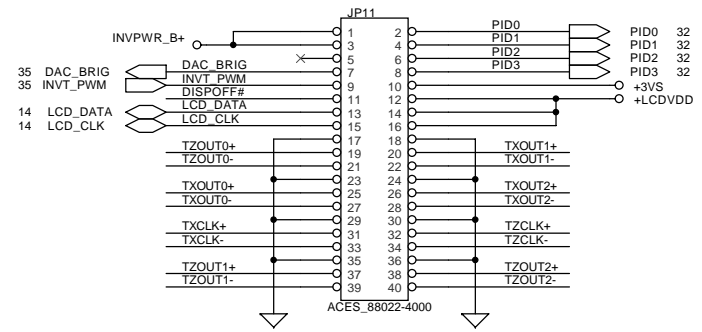 JP11
INVPWR_B+ 1 2 PID0 PID0 32
3 4 PID1 PID1 32
5 6 PID2 PID2 32
35 DAC_BRIG DAC_BRIG 7 8 PID3 PID3 32
35 INVT_PWM INVT_PWM 9 10 +3VS
DISPOFF# 11 12 +LCDVDD
14 LCD_DATA LCD_DATA 13 14
14 LCD_CLK LCD_CLK 15 16
17 18
TZOUT0+ 19 20 TXOUT1+
TZOUT0- 21 22 TXOUT1-
23 24
TXOUT0+ 25 26 TXOUT2+
TXOUT0- 27 28 TXOUT2-
29 30
TXCLK+ 31 32 TZCLK+
TXCLK- 33 34 TZCLK-
35 36
TZOUT1+ 37 38 TZOUT2+
TZOUT1- 39 40 TZOUT2-
ACES_88022-4000